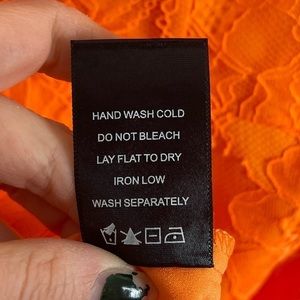 HAND WASH COLD
DO NOT BLEACH
LAY FLAT TO DRY
IRON LOW
WASH SEPARATELY